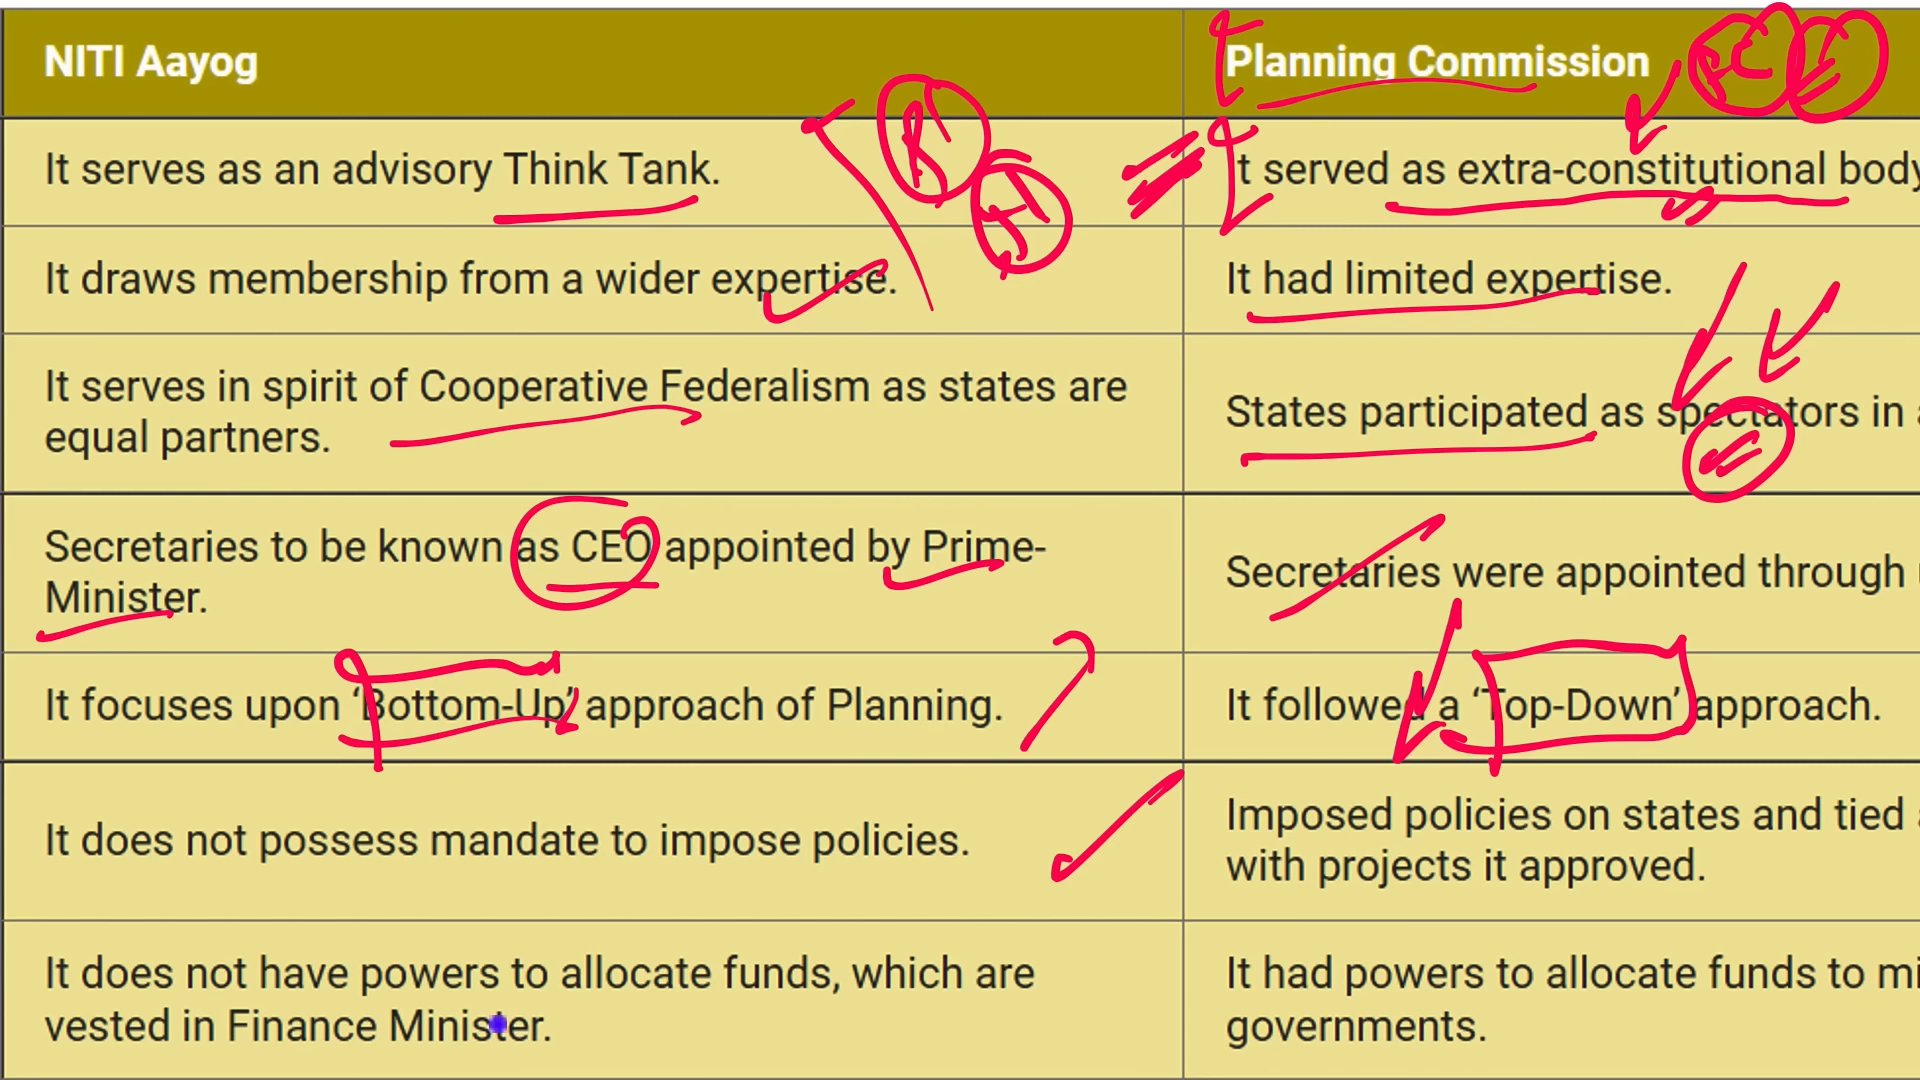 NITI Aayog
Planning Commission
It serves as an advisory Think Tank.
It served as extra-constitutional body
It draws membership from a wider expertise.
It had limited expertise.
It serves in spirit of Cooperative Federalism as states are
equal partners.
States participated as spectators in
Secretaries to be known as CEO appointed by Prime-
Minister.
Secretaries were appointed through
It focuses upon ‘Bottom-Up’ approach of Planning.
It followed a ‘Top-Down’ approach.
It does not possess mandate to impose policies.
Imposed policies on states and tied
with projects it approved.
It does not have powers to allocate funds, which are
vested in Finance Minister.
It had powers to allocate funds to
governments.